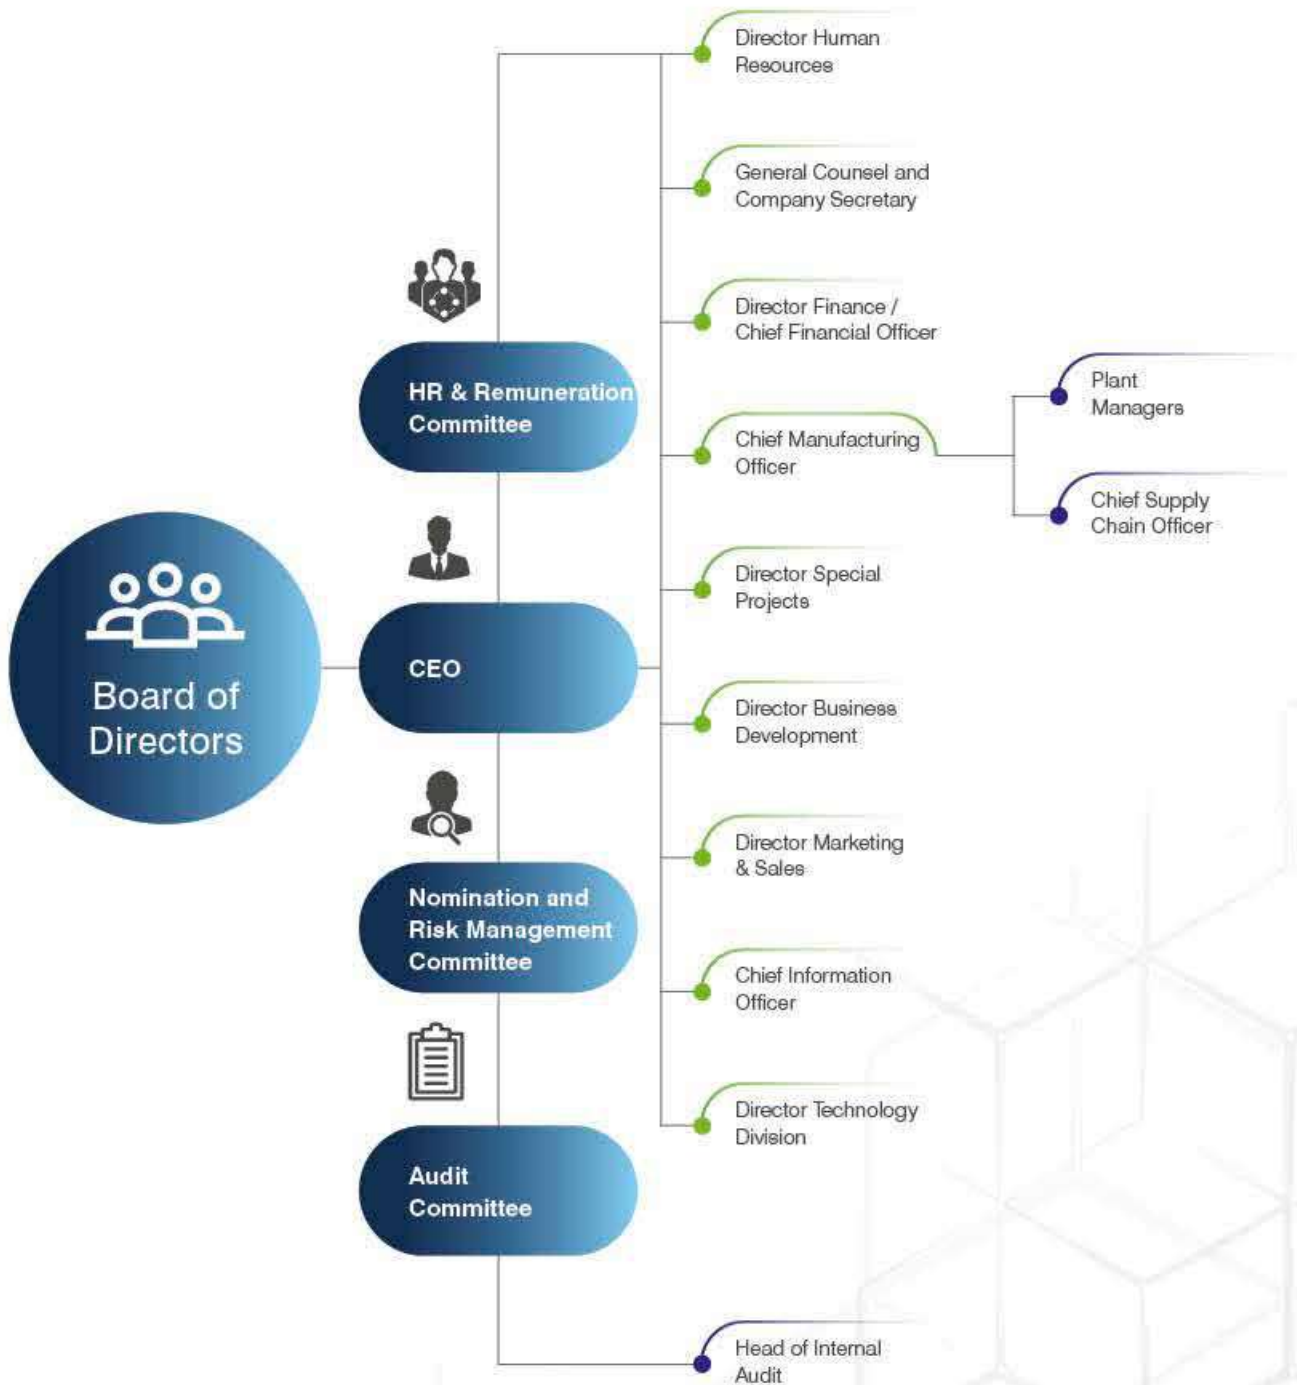 Board of
Directors
HR & Remuneration
Committee
CEO
Nomination and
Risk Management
Committee
Audit
Committee
Director Human
Resources
General Counsel and
Company Secretary
Director Finance /
Chief Financial Officer
Chief Manufacturing
Officer
Plant
Managers
Chief Supply
Chain Officer
Director Special
Projects
Director Business
Development
Director Marketing
& Sales
Chief Information
Officer
Director Technology
Division
Head of Internal
Audit